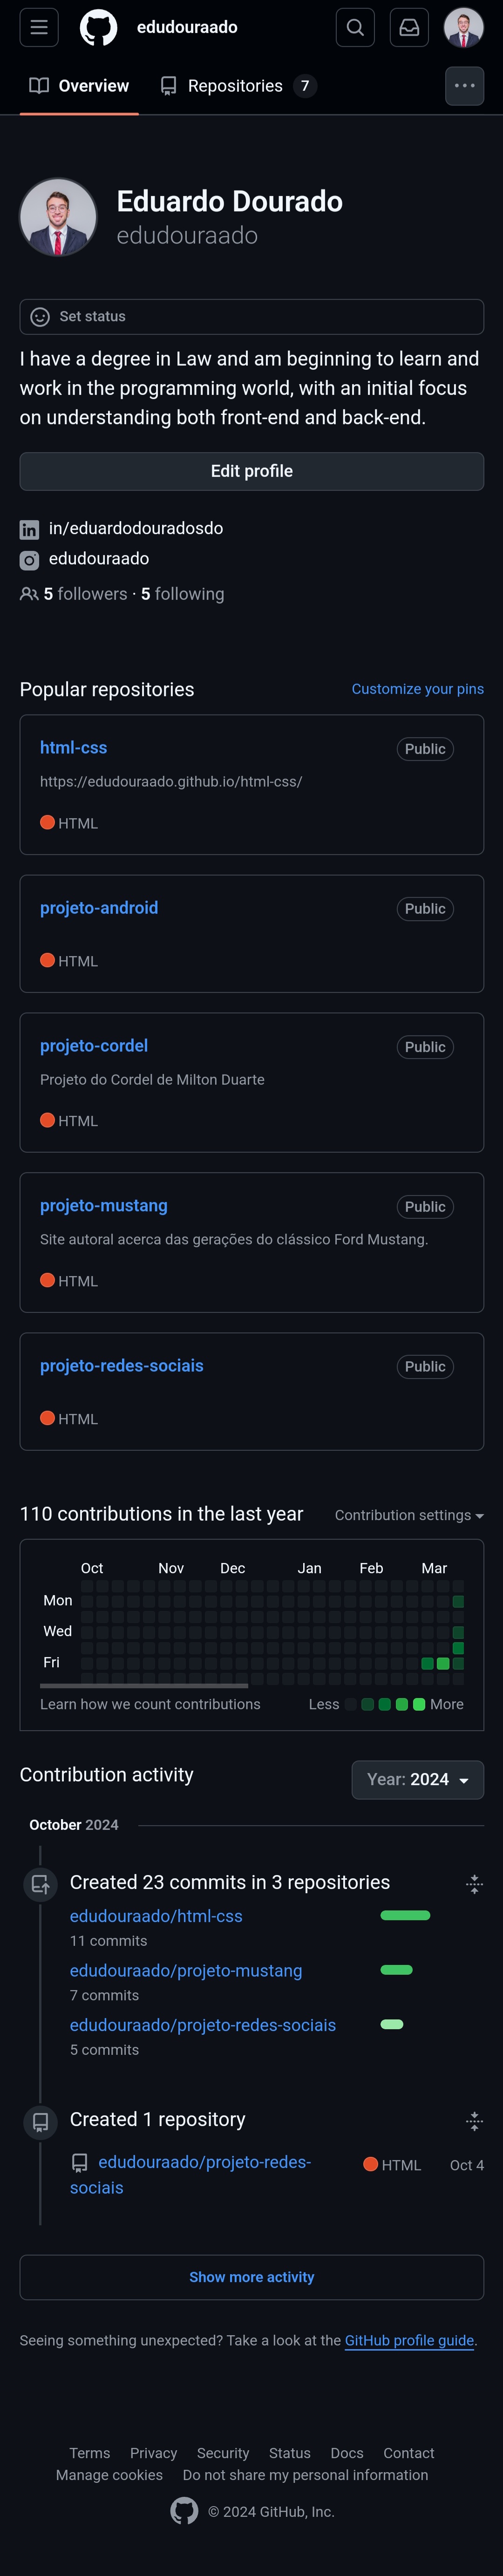 edudouraado
Overview
Repositories 7
Eduardo Dourado
edudouraado
Set status
I have a degree in Law and am beginning to learn and
work in the programming world, with an initial focus
on understanding both front-end and back-end.
Edit profile
in/eduardodouradosdo
edudouraado
5 followers · 5 following
Popular repositories
Customize your pins
html-css
Public
https://edudouraado.github.io/html-css/
HTML
projeto-android
Public
HTML
projeto-cordel
Public
Projeto do Cordel de Milton Duarte
HTML
projeto-mustang
Public
Site autoral acerca das gerações do clássico Ford Mustang.
HTML
projeto-redes-sociais
Public
HTML
110 contributions in the last year
Contribution settings
Oct Nov Dec Jan Feb Mar
Mon
Wed
Fri
Learn how we count contributions
Less
More
Contribution activity
Year: 2024
October 2024
Created 23 commits in 3 repositories
edudouraado/html-css
11 commits
edudouraado/projeto-mustang
7 commits
edudouraado/projeto-redes-sociais
5 commits
Created 1 repository
edudouraado/projeto-redes-
sociais
HTML
Oct 4
Show more activity
Seeing something unexpected? Take a look at the GitHub profile guide.
Terms Privacy Security Status Docs Contact
Manage cookies Do not share my personal information
© 2024 GitHub, Inc.